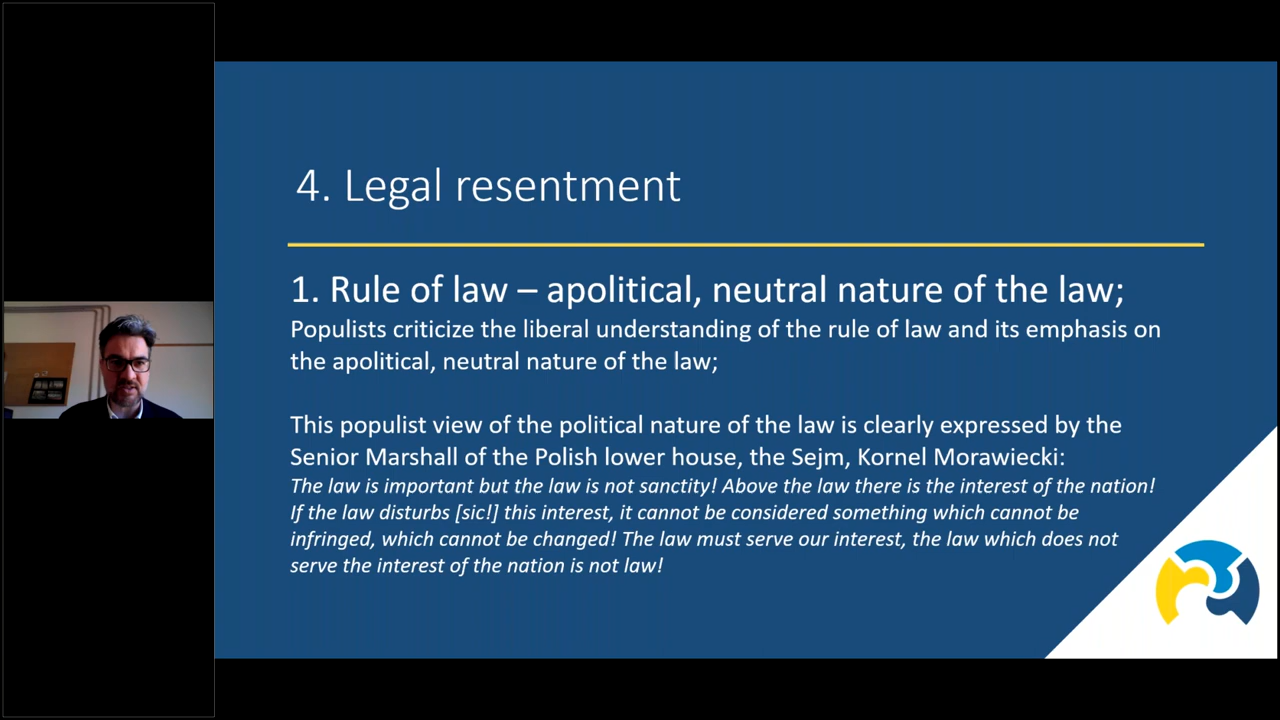 4. Legal resentment
1. Rule of law – apolitical, neutral nature of the law;
Populists criticize the liberal understanding of the rule of law and its emphasis on
the apolitical, neutral nature of the law;
This populist view of the political nature of the law is clearly expressed by the
Senior Marshall of the Polish lower house, the Sejm, Kornel Morawiecki:
The law is important but the law is not sanctity! Above the law there is the interest of the nation!
If the law disturbs [sic!] this interest, it cannot be considered something which cannot be
infringed, which cannot be changed! The law must serve our interest, the law which does not
serve the interest of the nation is not law!